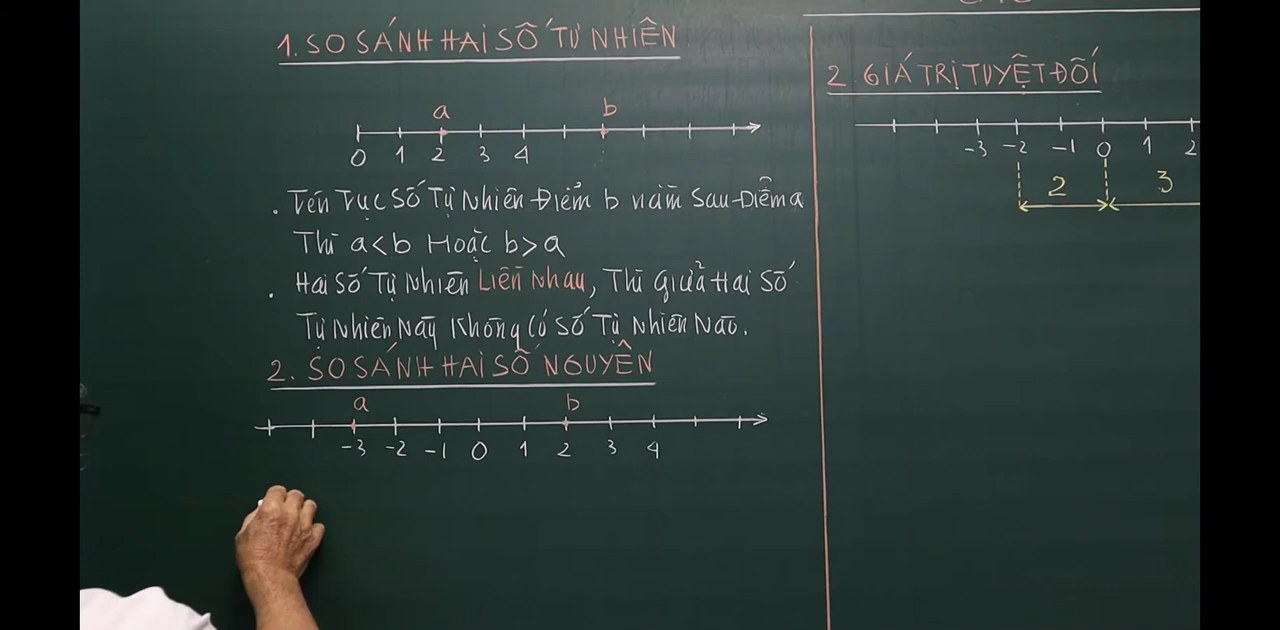 1. SO SÁNH HAI SỐ TỰ NHIÊN
a b
0 1 2 3 4
. Trên Trục Số Tự Nhiên Điểm b nằm Sau Điểm a
Thì a < b Hoặc b > a
. Hai Số Tự Nhiên Liền Nhau, Thì Giữa Hai Số
Tự Nhiên Này Không Có Số Tự Nhiên Nào.
2. SO SÁNH HAI SỐ NGUYÊN
a b
-3 -2 -1 0 1 2 3 4
2. GIÁ TRỊ TUYỆT ĐỐI
-3 -2 -1 0 1 2
2 3